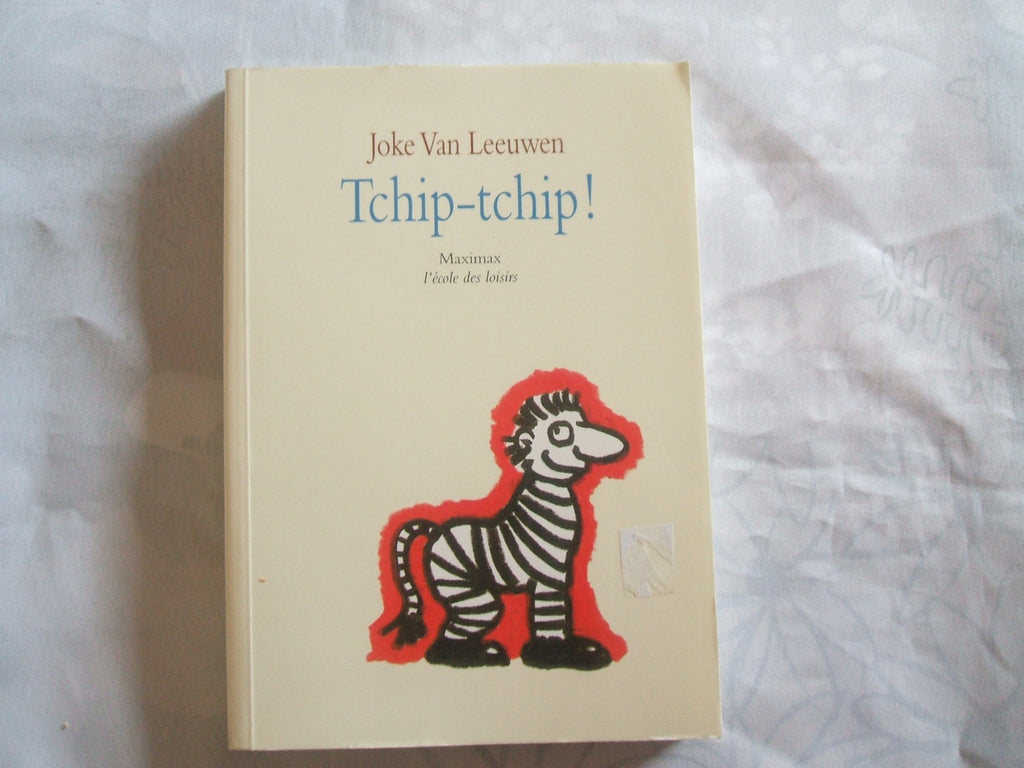 Joke Van Leeuwen
Tchip-tchip!
Maximax
l'école des loisirs